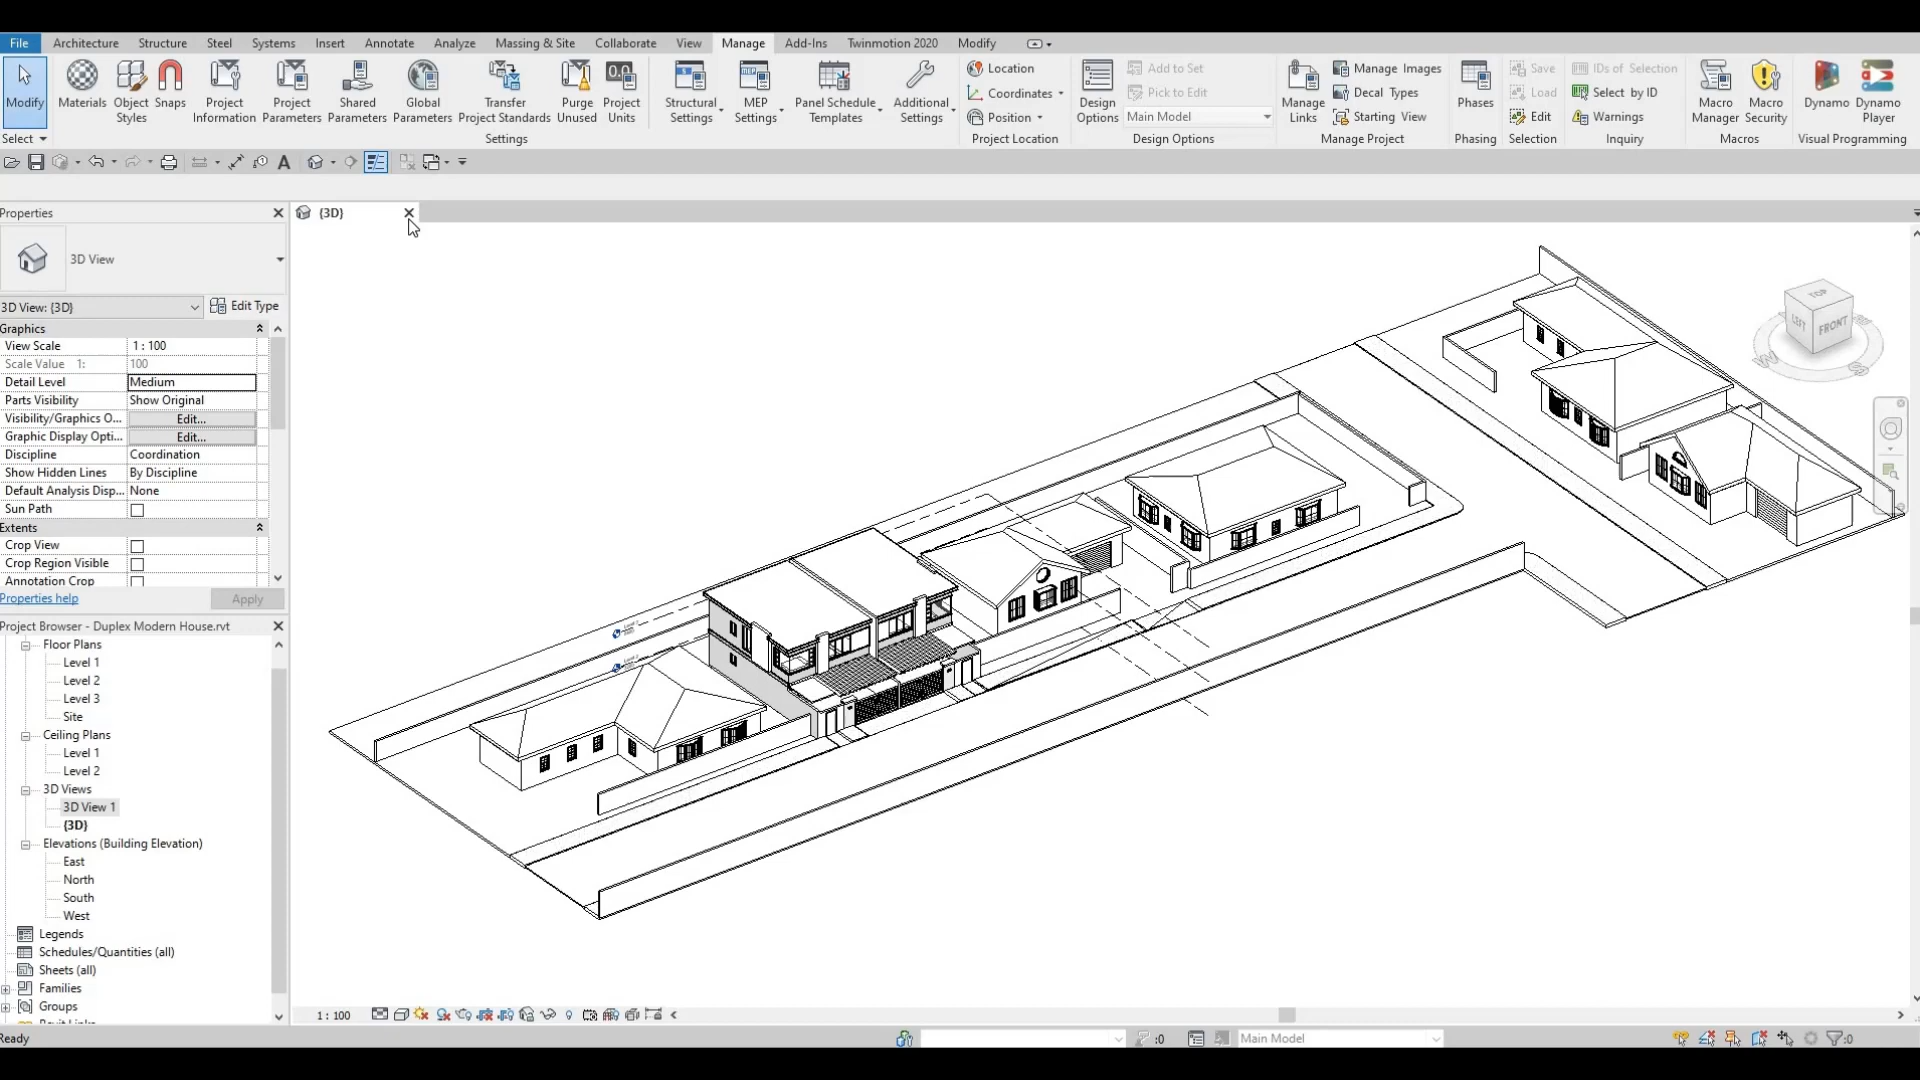 File Architecture Structure Steel Systems Insert Annotate Analyze Massing & Site Collaborate View Manage Add-Ins Twinmotion 2020 Modify
Modify
Materials
Object Styles
Snaps
Project Information
Project Parameters
Shared Parameters
Global Parameters
Transfer Project Standards
Purge Unused
Project Units
Structural Settings
MEP Settings
Panel Schedule Templates
Additional Settings
Location
Coordinates
Position
Design Options
Add to Set
Pick to Edit
Main Model
Manage Links
Manage Images
Decal Types
Starting View
Phases
Save
Load
Edit
IDs of Selection
Select by ID
Warnings
Macro Manager
Macro Security
Dynamo
Dynamo Player
Select Settings Project Location Design Options Manage Project Phasing Selection Inquiry Macros Visual Programming
Properties
{3D}
3D View
3D View: {3D} Edit Type
Graphics
View Scale 1 : 100
Scale Value 1: 100
Detail Level Medium
Parts Visibility Show Original
Visibility/Graphics O... Edit...
Graphic Display Opti... Edit...
Discipline Coordination
Show Hidden Lines By Discipline
Default Analysis Disp... None
Sun Path
Extents
Crop View
Crop Region Visible
Annotation Crop
Properties help Apply
Project Browser - Duplex Modern House.rvt
Floor Plans
Level 1
Level 2
Level 3
Site
Ceiling Plans
Level 1
Level 2
3D Views
3D View 1
{3D}
Elevations (Building Elevation)
East
North
South
West
Legends
Schedules/Quantities (all)
Sheets (all)
Families
Groups
TOP
LEFT
FRONT
W
S
1 : 100
Ready
:0
Main Model
:0